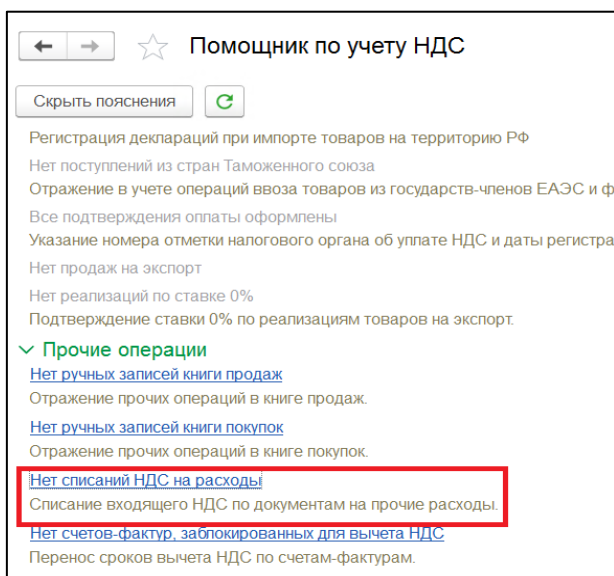 Помощник по учету НДС
Скрыть пояснения
Регистрация деклараций при импорте товаров на территорию РФ
Нет поступлений из стран Таможенного союза
Отражение в учете операций ввоза товаров из государств-членов ЕАЭС и ф
Все подтверждения оплаты оформлены
Указание номера отметки налогового органа об уплате НДС и даты регистра
Нет продаж на экспорт
Нет реализаций по ставке 0%
Подтверждение ставки 0% по реализациям товаров на экспорт.
Прочие операции
Нет ручных записей книги продаж
Отражение прочих операций в книге продаж.
Нет ручных записей книги покупок
Отражение прочих операций в книге покупок.
Нет списаний НДС на расходы
Списание входящего НДС по документам на прочие расходы.
Нет счетов-фактур, заблокированных для вычета НДС
Перенос сроков вычета НДС по счетам-фактурам.